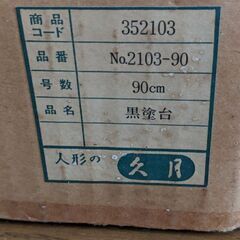 商品コード 352103
品番 No.2103-90
号数 90cm
品名 黒塗台
人形の久月